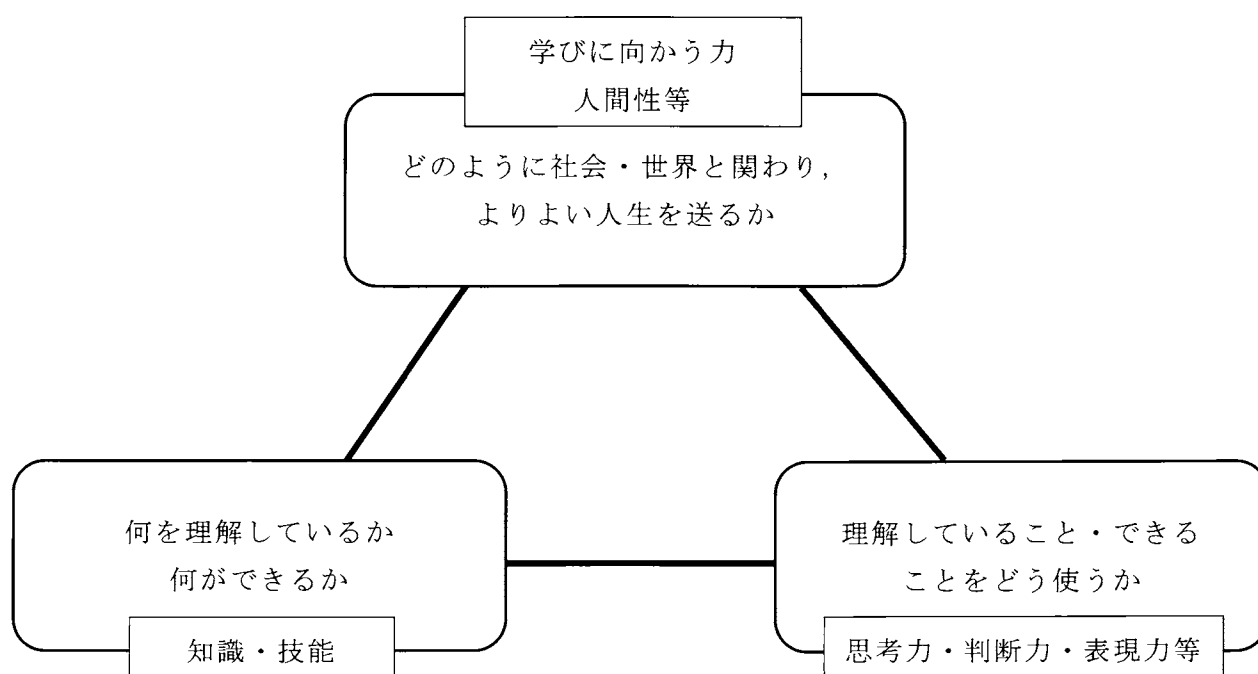 学びに向かう力
人間性等
どのように社会・世界と関わり，
よりよい人生を送るか
何を理解しているか
何ができるか
知識・技能
理解していること・できる
ことをどう使うか
思考力・判断力・表現力等